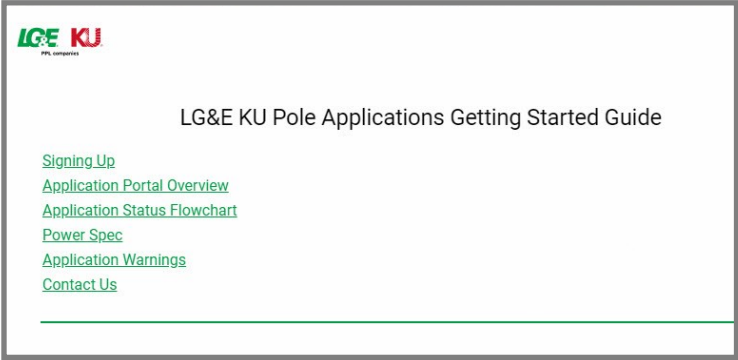 LG&E KU
PPL companies
LG&E KU Pole Applications Getting Started Guide
Signing Up
Application Portal Overview
Application Status Flowchart
Power Spec
Application Warnings
Contact Us